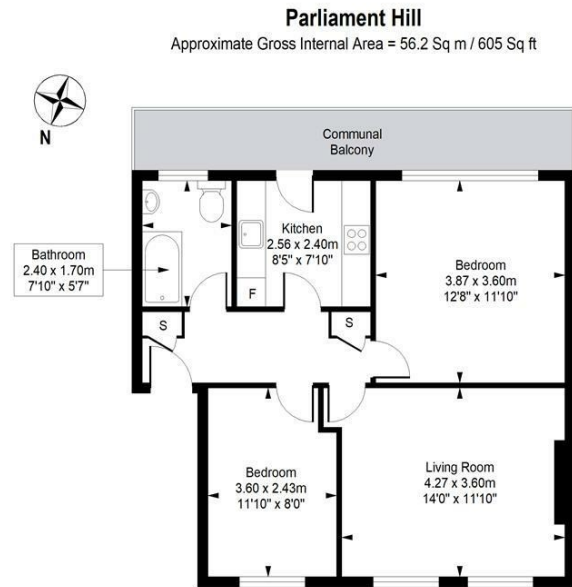 Parliament Hill
Approximate Gross Internal Area = 56.2 Sq m / 605 Sq ft
N
Communal
Balcony
Kitchen
2.56 x 2.40m
8'5" x 7'10"
F
Bathroom
2.40 x 1.70m
7'10" x 5'7"
Bedroom
3.87 x 3.60m
12'8" x 11'10"
S
S
Bedroom
3.60 x 2.43m
11'10" x 8'0"
Living Room
4.27 x 3.60m
14'0" x 11'10"